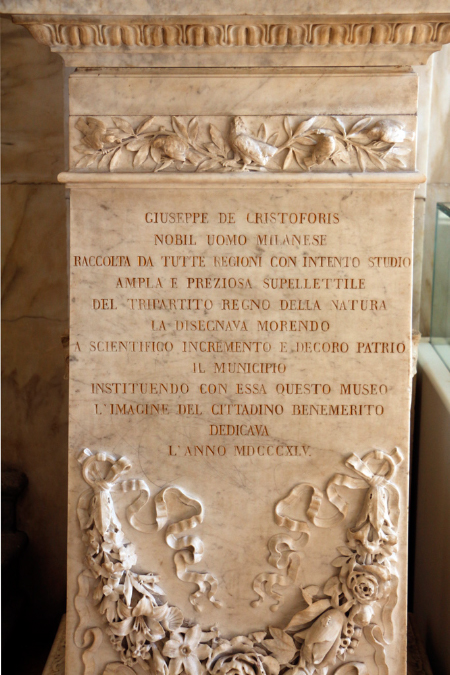 GIUSEPPE DE CRISTOFORIS
NOBIL UOMO MILANESE
RACCOLTA DA TUTTE REGIONI CON INTENTO STUDIO
AMPLA E PREZIOSA SUPELLETTILE
DEL TRIPARTITO REGNO DELLA NATURA
LA DISEGNAVA MORENDO
A SCIENTIFICO INCREMENTO E DECORO PATRIO
IL MUNICIPIO
INSTITUENDO CON ESSA QUESTO MUSEO
L'IMAGINE DEL CITTADINO BENEMERITO
DEDICAVA
L'ANNO MDCCCXLV.